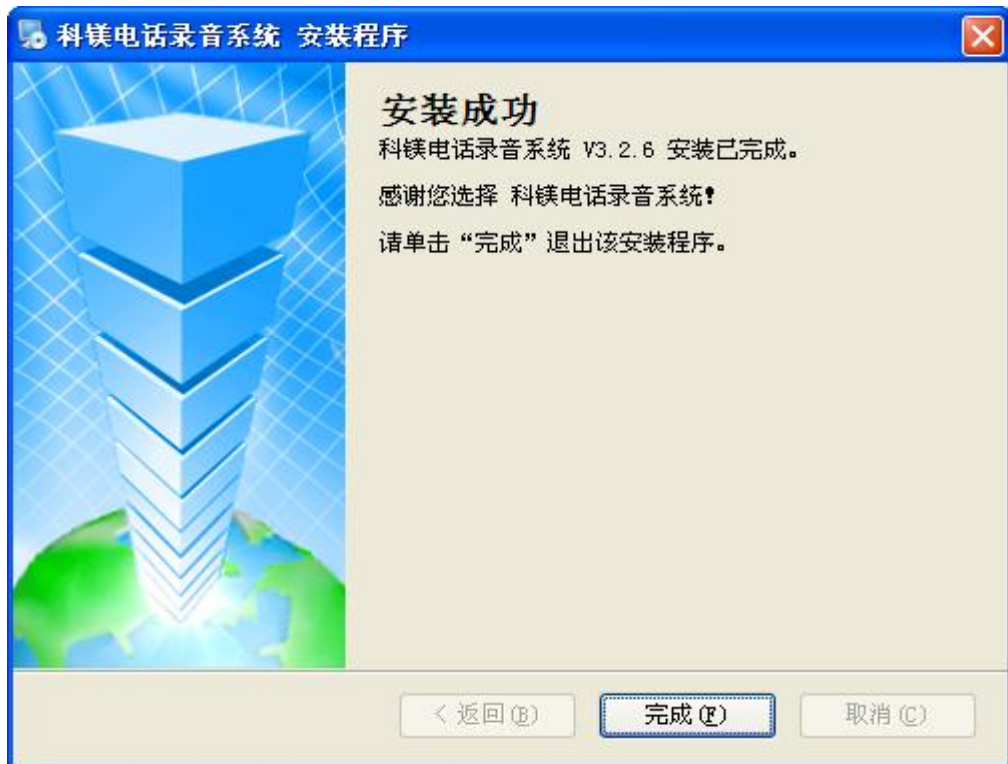 科镁电话录音系统 安装程序
安装成功
科镁电话录音系统 V3.2.6 安装已完成。
感谢您选择 科镁电话录音系统!
请单击“完成”退出该安装程序。
< 返回(B)
完成(F)
取消(C)